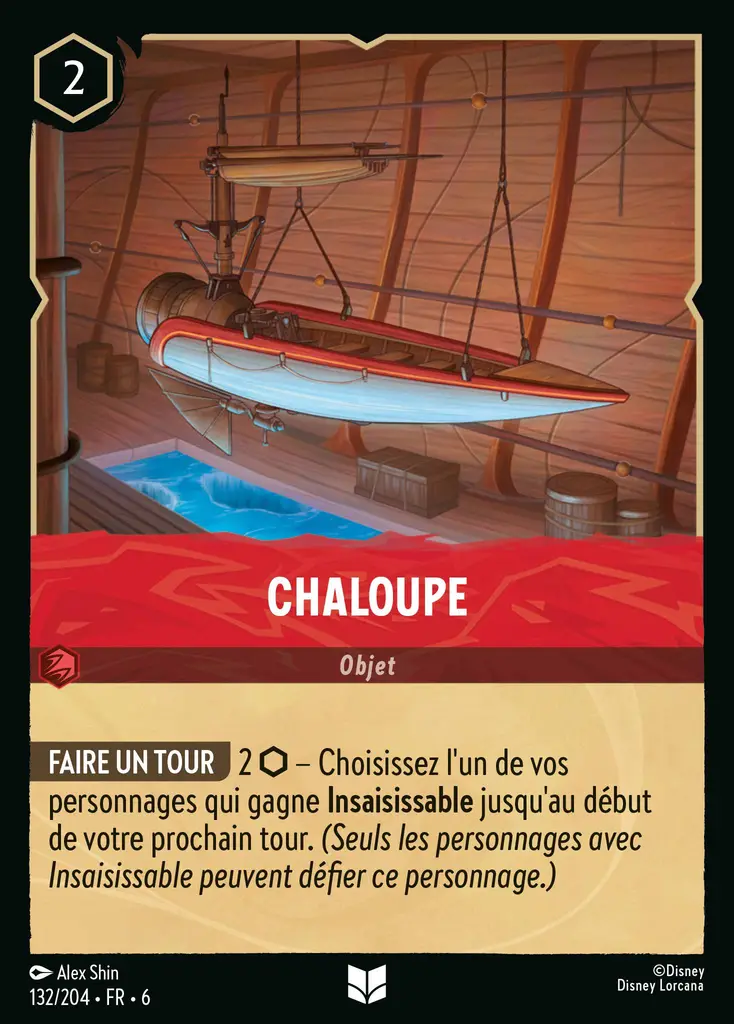 2
CHALOUPE
Objet
FAIRE UN TOUR 2 ⬡ – Choisissez l'un de vos
personnages qui gagne Insaisissable jusqu'au début
de votre prochain tour. (Seuls les personnages avec
Insaisissable peuvent défier ce personnage.)
Alex Shin
132/204 • FR • 6
©Disney
Disney Lorcana